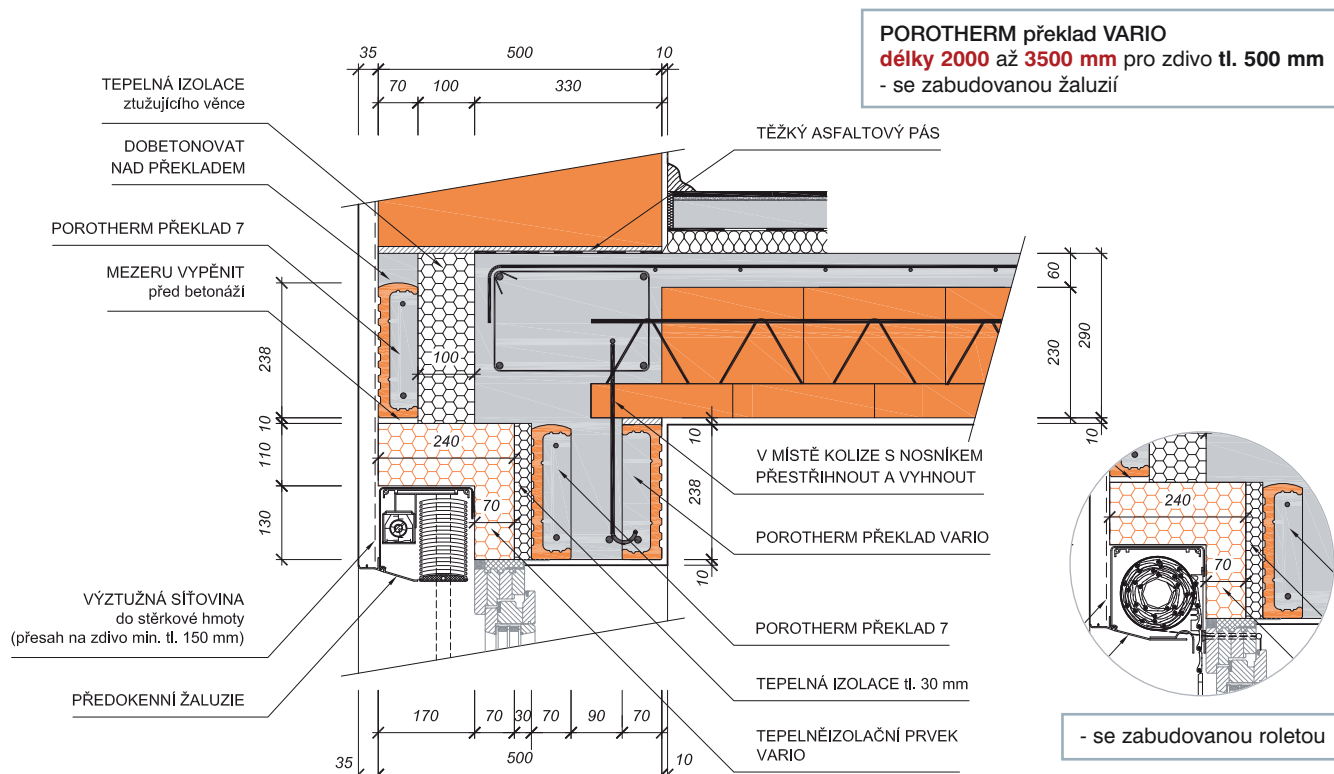 POROTHERM překlad VARIO
délky 2000 až 3500 mm pro zdivo tl. 500 mm
- se zabudovanou žaluzií
35
500
10
70
100
330
TEPELNÁ IZOLACE
ztužujícího věnce
DOBETONOVAT
NAD PŘEKLADEM
POROTHERM PŘEKLAD 7
MEZERU VYPĚNIT
před betonáží
TĚŽKÝ ASFALTOVÝ PÁS
60
290
230
10
238
100
10
110
130
240
70
10
238
10
V MÍSTĚ KOLIZE S NOSNÍKEM
PŘESTŘIHNOUT A VYHNOUT
POROTHERM PŘEKLAD VARIO
POROTHERM PŘEKLAD 7
TEPELNÁ IZOLACE tl. 30 mm
TEPELNĚIZOLAČNÍ PRVEK
VARIO
VÝZTUŽNÁ SÍŤOVINA
do stěrkové hmoty
(přesah na zdivo min. tl. 150 mm)
PŘEDOKENNÍ ŽALUZIE
170
70
30
70
90
70
35
500
10
240
70
- se zabudovanou roletou